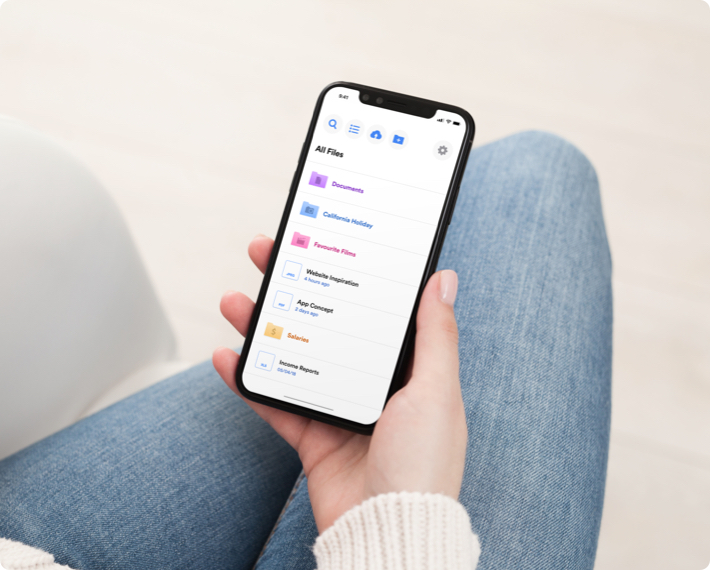 9:41
All Files
Documents
California Holiday
Favourite Films
Website Inspiration
4 hours ago
App Concept
2 days ago
Salaries
Income Reports